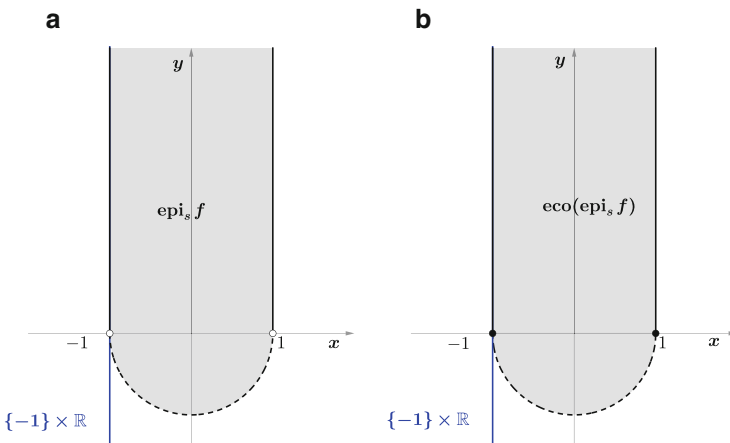 a
b
y
y
epi_s f
eco(epi_s f)
−1
1
x
−1
1
x
{−1} × ℝ
{−1} × ℝ